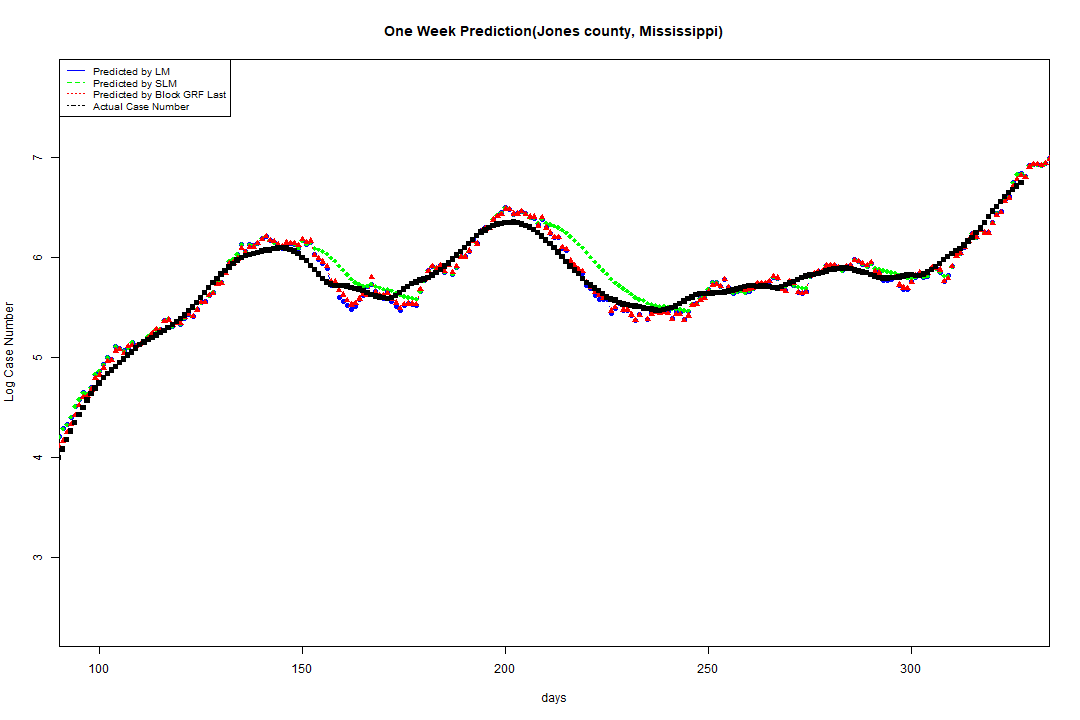 One Week Prediction(Jones county, Mississippi)
Predicted by LM
Predicted by SLM
Predicted by Block GRF Last
Actual Case Number
7
6
5
4
3
Log Case Number
100 150 200 250 300
days